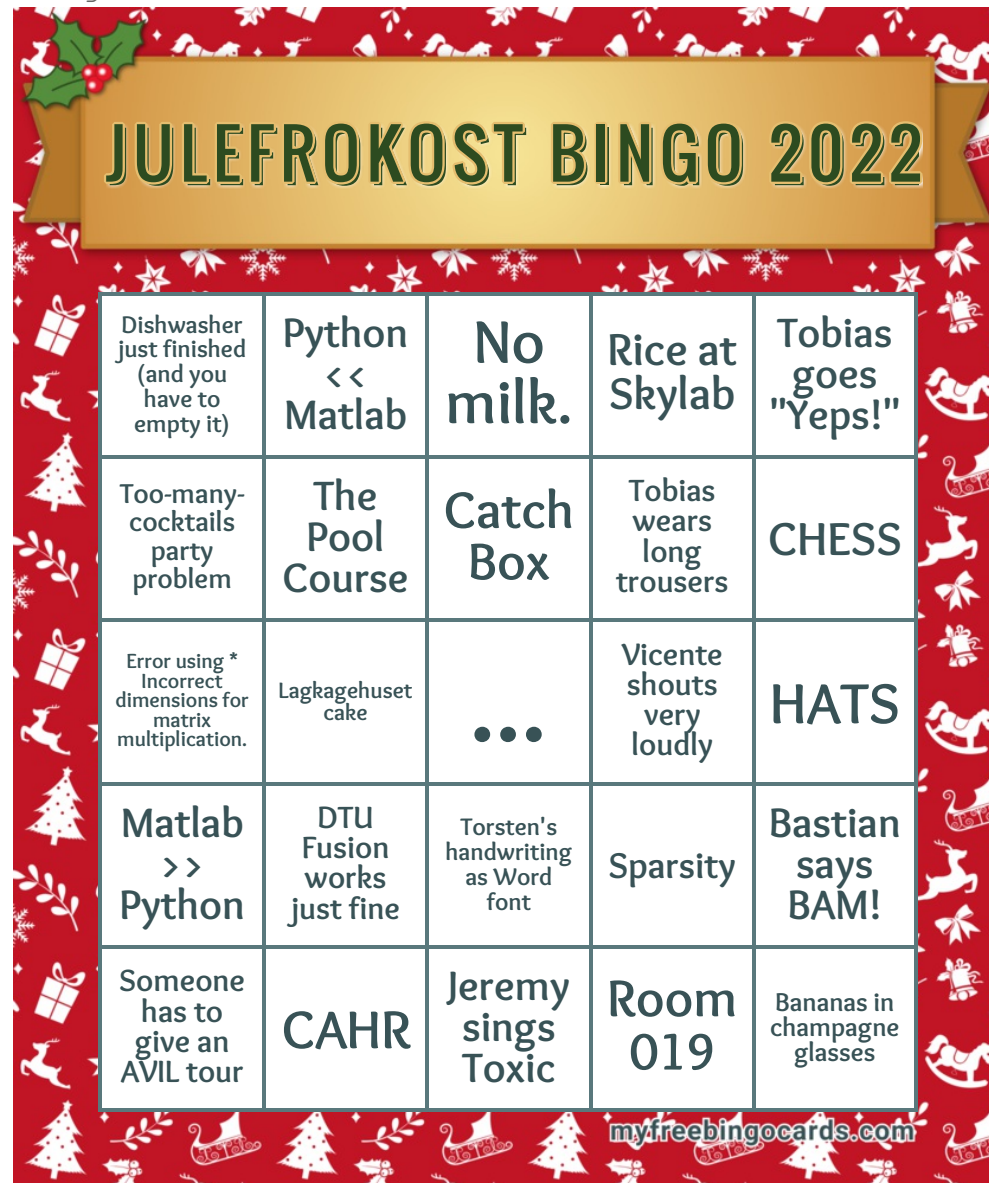 JULEFROKOST BINGO 2022
Dishwasher
just finished
(and you
have to
empty it)
Python
<<
Matlab
No
milk.
Rice at
Skylab
Tobias
goes
"Yeps!"
Too-many-
cocktails
party
problem
The
Pool
Course
Catch
Box
Tobias
wears
long
trousers
CHESS
Error using *
Incorrect
dimensions for
matrix
multiplication.
Lagkagehuset
cake
...
Vicente
shouts
very
loudly
HATS
Matlab
>>
Python
DTU
Fusion
works
just fine
Torsten's
handwriting
as Word
font
Sparsity
Bastian
says
BAM!
Someone
has to
give an
AVIL tour
CAHR
Jeremy
sings
Toxic
Room
019
Bananas in
champagne
glasses
myfreebingocards.com